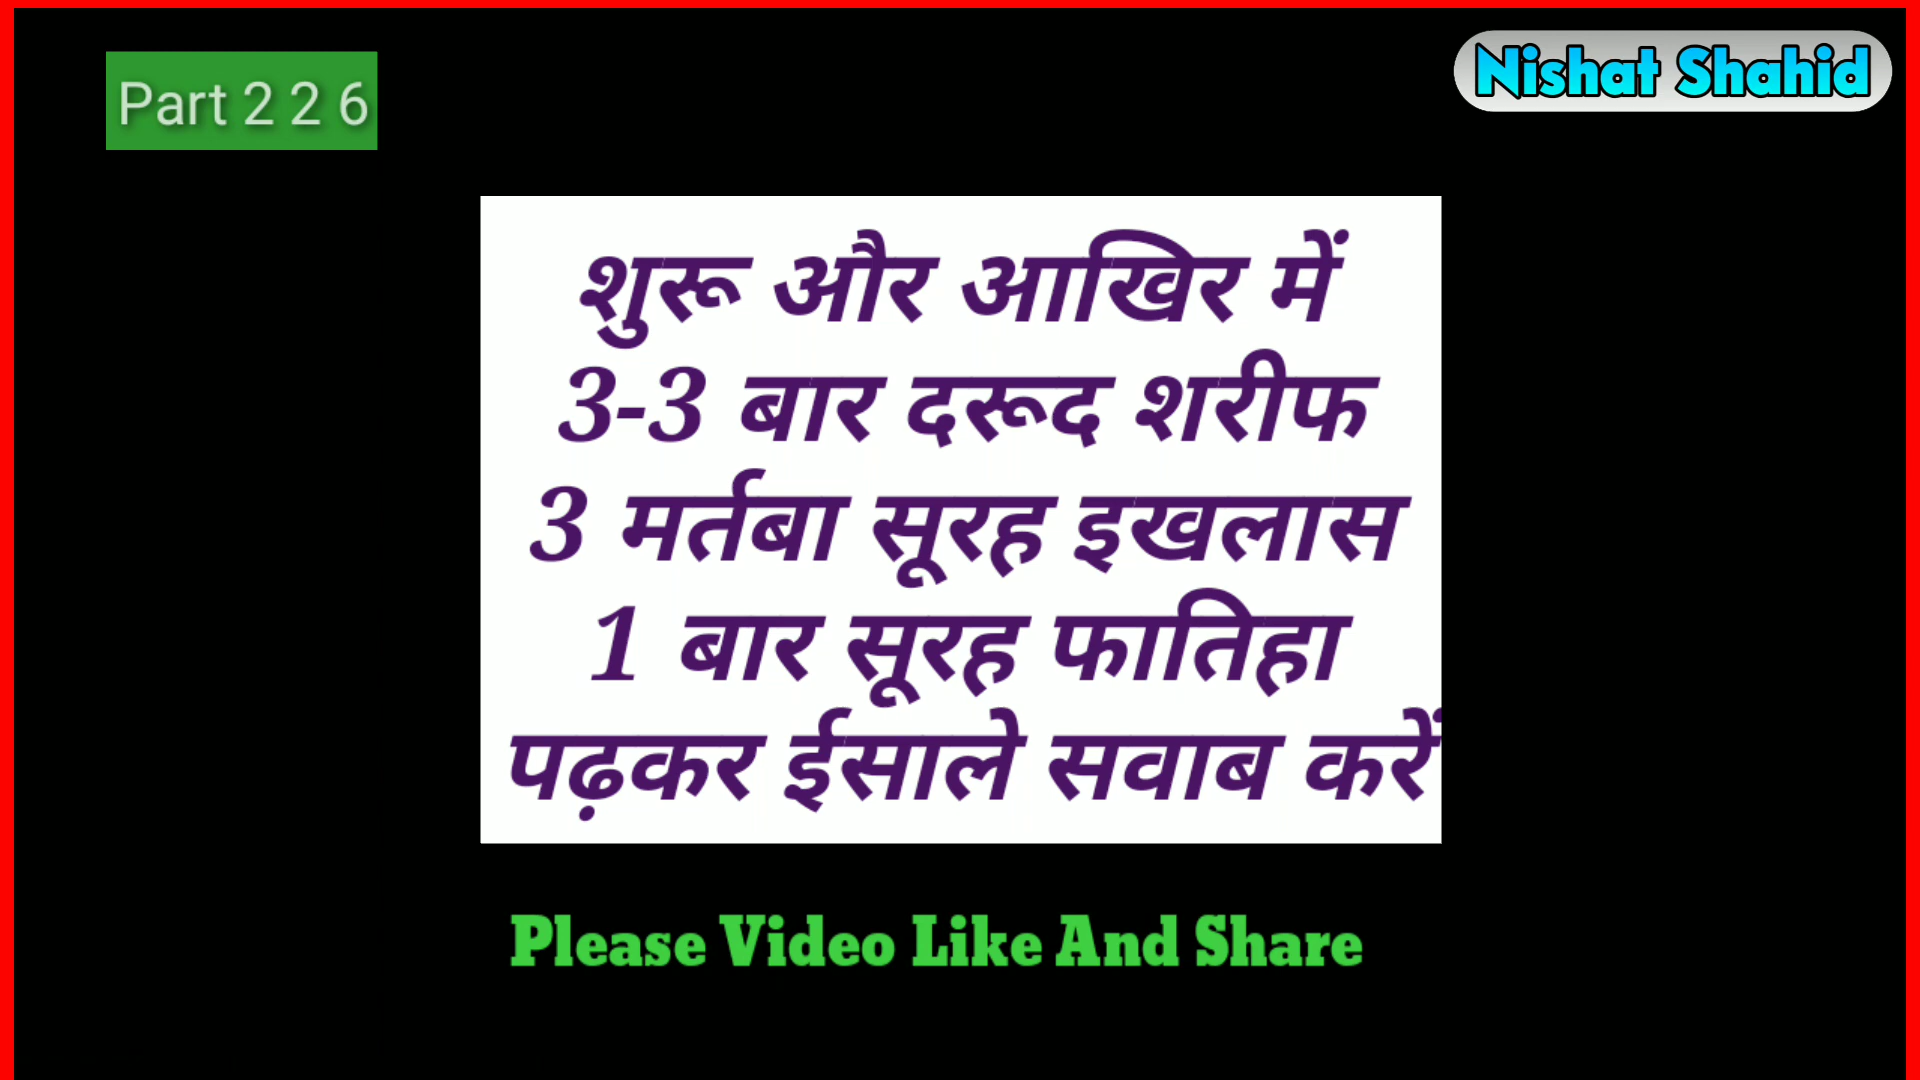 Part 2 2 6
Nishat Shahid
शुरू और आखिर में
3-3 बार दरूद शरीफ
3 मर्तबा सूरह इखलास
1 बार सूरह फातिहा
पढ़कर ईसाले सवाब करें
Please Video Like And Share